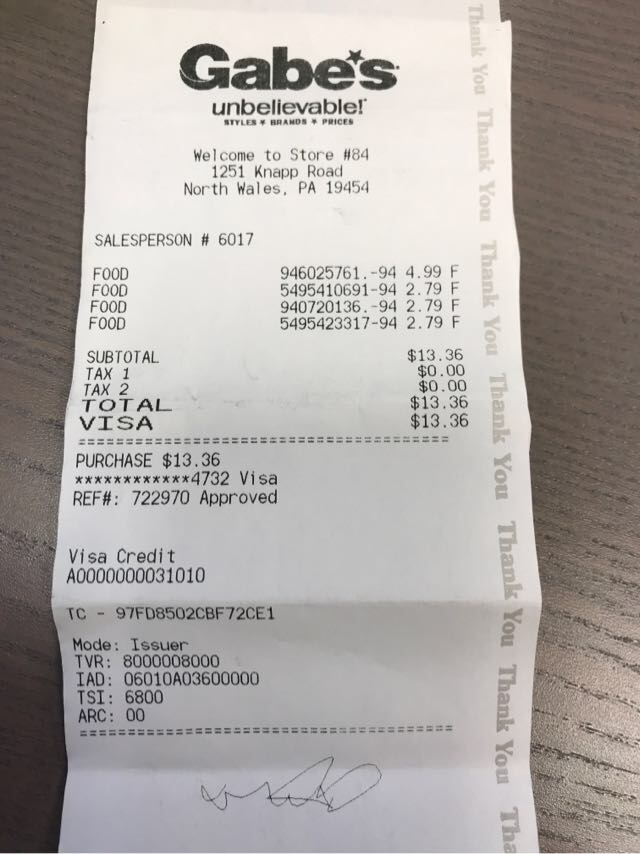 Gabe's
unbelievable!
STYLES * BRANDS * PRICES
Welcome to Store #84
1251 Knapp Road
North Wales, PA 19454
SALESPERSON # 6017
FOOD 946025761.-94 4.99 F
FOOD 5495410691-94 2.79 F
FOOD 940720136.-94 2.79 F
FOOD 5495423317-94 2.79 F
SUBTOTAL $13.36
TAX 1 $0.00
TAX 2 $0.00
TOTAL $13.36
VISA $13.36
==========================================
PURCHASE $13.36
************4732 Visa
REF#: 722970 Approved
Visa Credit
A0000000031010
TC - 97FD8502CBF72CE1
Mode: Issuer
TVR: 8000008000
IAD: 06010A03600000
TSI: 6800
ARC: 00
==========================================
Thank You Thank You Thank You Thank You Thank You Thank You Tha